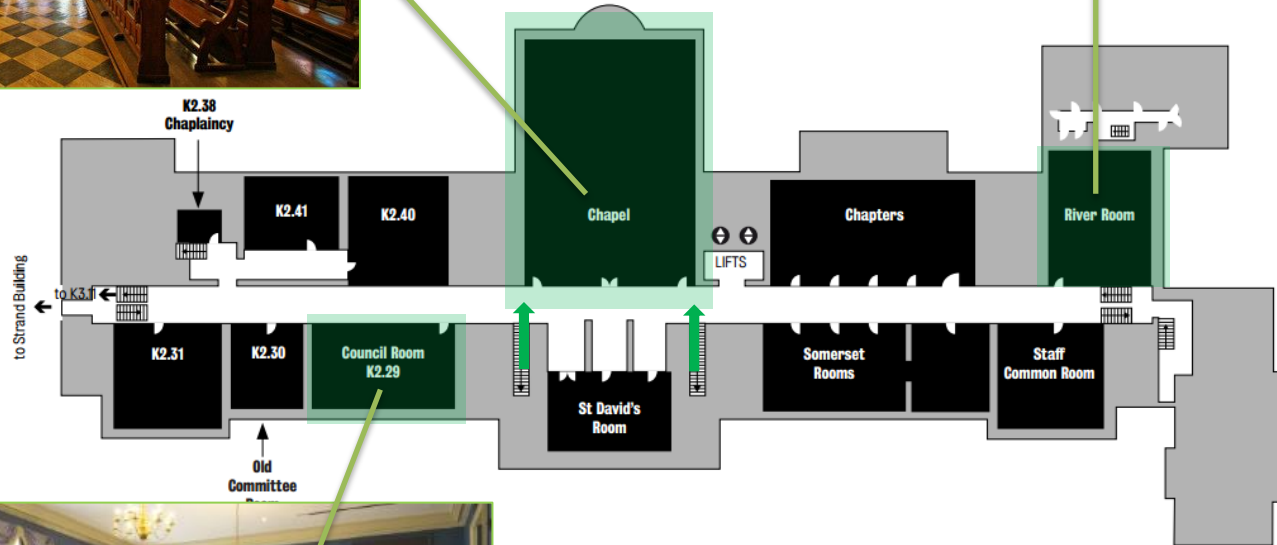 K2.38
Chaplaincy
K2.41
K2.40
Chapel
Chapters
River Room
LIFTS
to Strand Building
to K3.11
K2.31
K2.30
Council Room
K2.29
St David's
Room
Somerset
Rooms
Staff
Common Room
Old
Committee